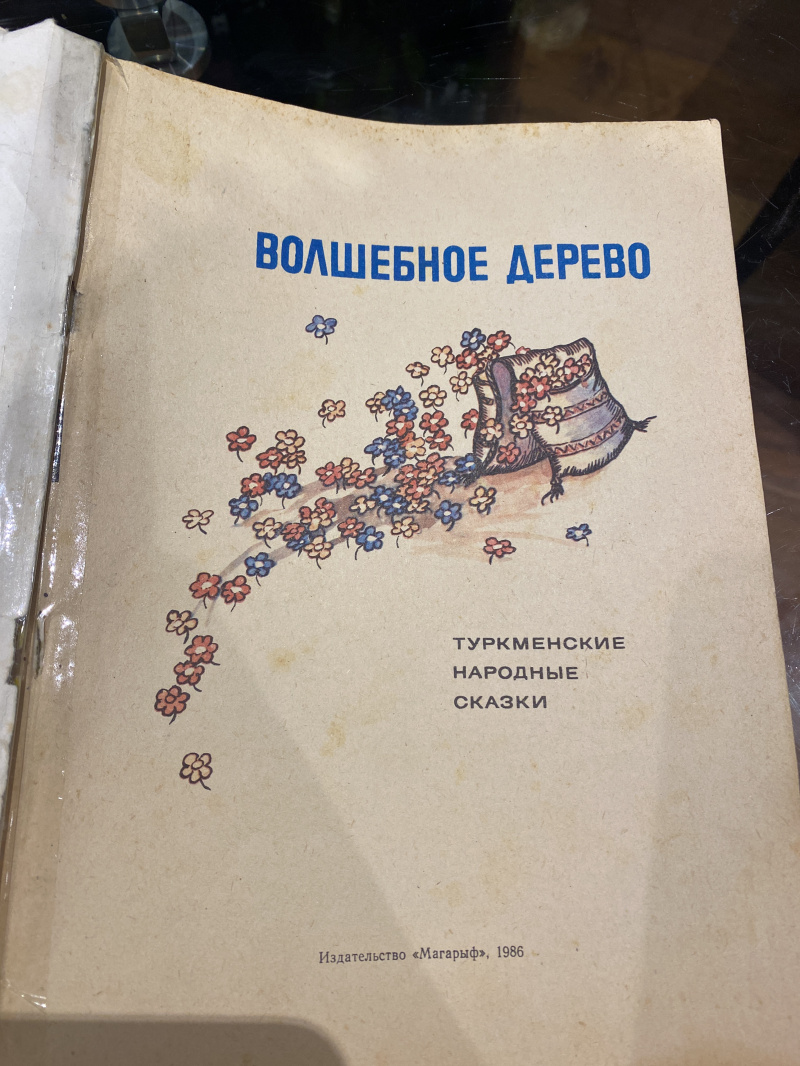 ВОЛШЕБНОЕ ДЕРЕВО
ТУРКМЕНСКИЕ
НАРОДНЫЕ
СКАЗКИ
Издательство «Магарыф», 1986